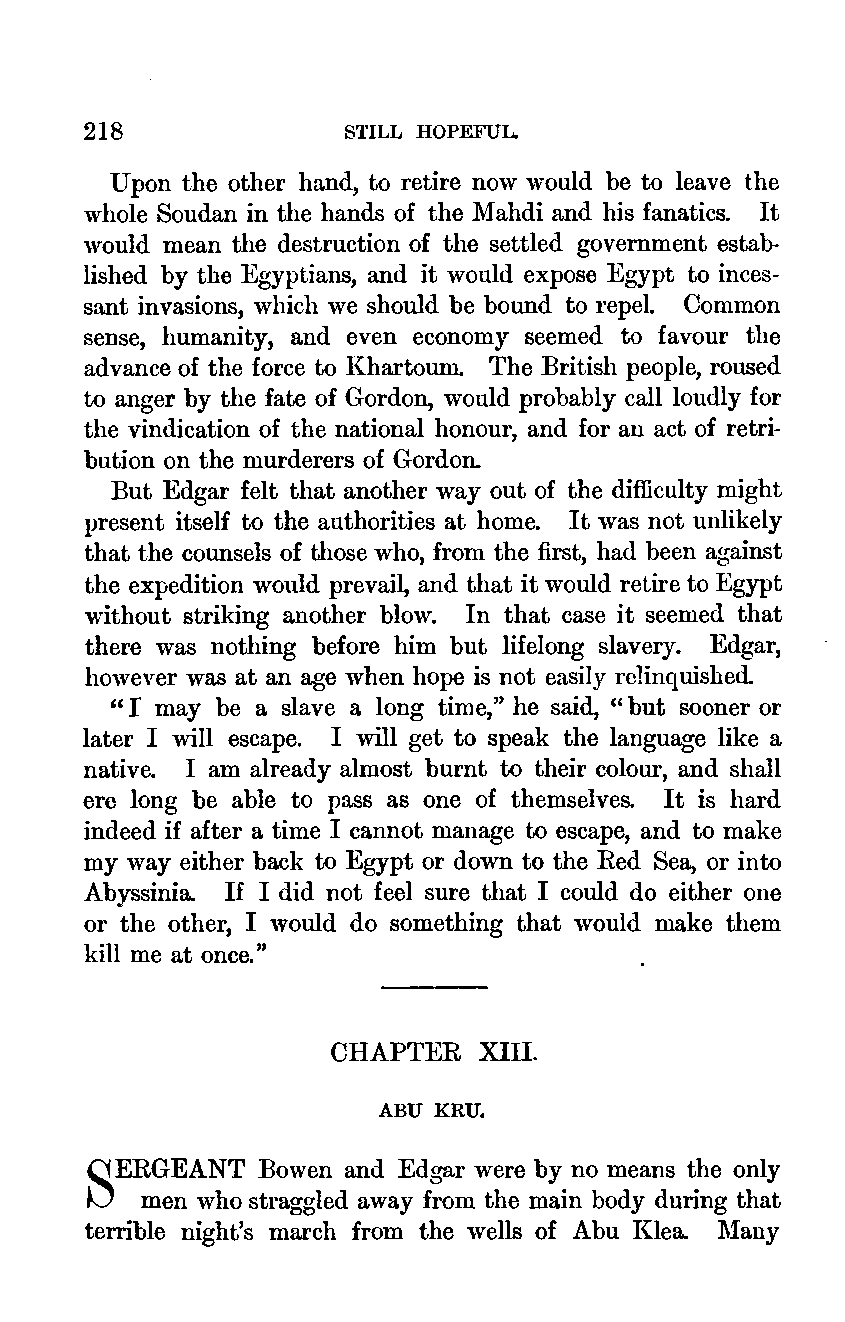 218 STILL HOPEFUL.
Upon the other hand, to retire now would be to leave the
whole Soudan in the hands of the Mahdi and his fanatics. It
would mean the destruction of the settled government estab-
lished by the Egyptians, and it would expose Egypt to inces-
sant invasions, which we should be bound to repel. Common
sense, humanity, and even economy seemed to favour the
advance of the force to Khartoum. The British people, roused
to anger by the fate of Gordon, would probably call loudly for
the vindication of the national honour, and for an act of retri-
bution on the murderers of Gordon.
But Edgar felt that another way out of the difficulty might
present itself to the authorities at home. It was not unlikely
that the counsels of those who, from the first, had been against
the expedition would prevail, and that it would retire to Egypt
without striking another blow. In that case it seemed that
there was nothing before him but lifelong slavery. Edgar,
however was at an age when hope is not easily relinquished.
"I may be a slave a long time," he said, "but sooner or
later I will escape. I will get to speak the language like a
native. I am already almost burnt to their colour, and shall
ere long be able to pass as one of themselves. It is hard
indeed if after a time I cannot manage to escape, and to make
my way either back to Egypt or down to the Red Sea, or into
Abyssinia. If I did not feel sure that I could do either one
or the other, I would do something that would make them
kill me at once."
CHAPTER XIII.
ABU KRU.
SERGEANT Bowen and Edgar were by no means the only
men who straggled away from the main body during that
terrible night's march from the wells of Abu Klea. Many